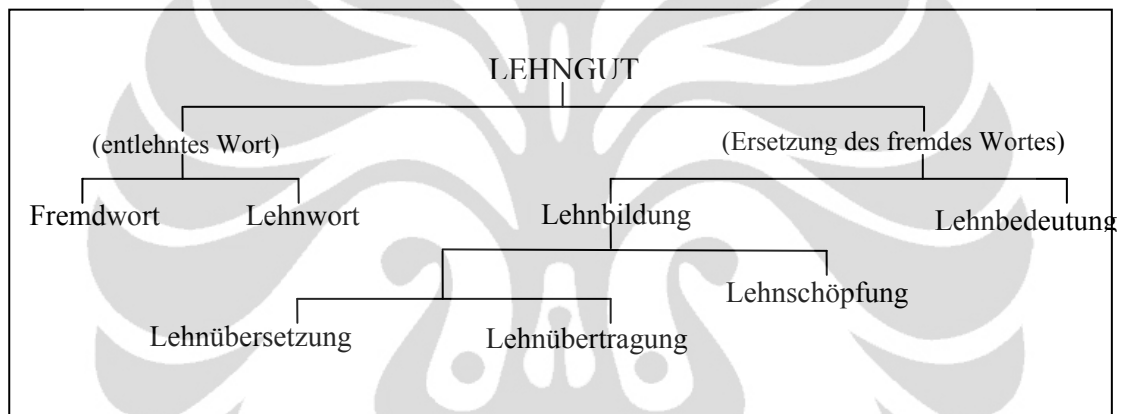 LEHNGUT
(entlehntes Wort)
(Ersetzung des fremdes Wortes)
Fremdwort
Lehnwort
Lehnbildung
Lehnbedeutung
Lehnschöpfung
Lehnübersetzung
Lehnübertragung